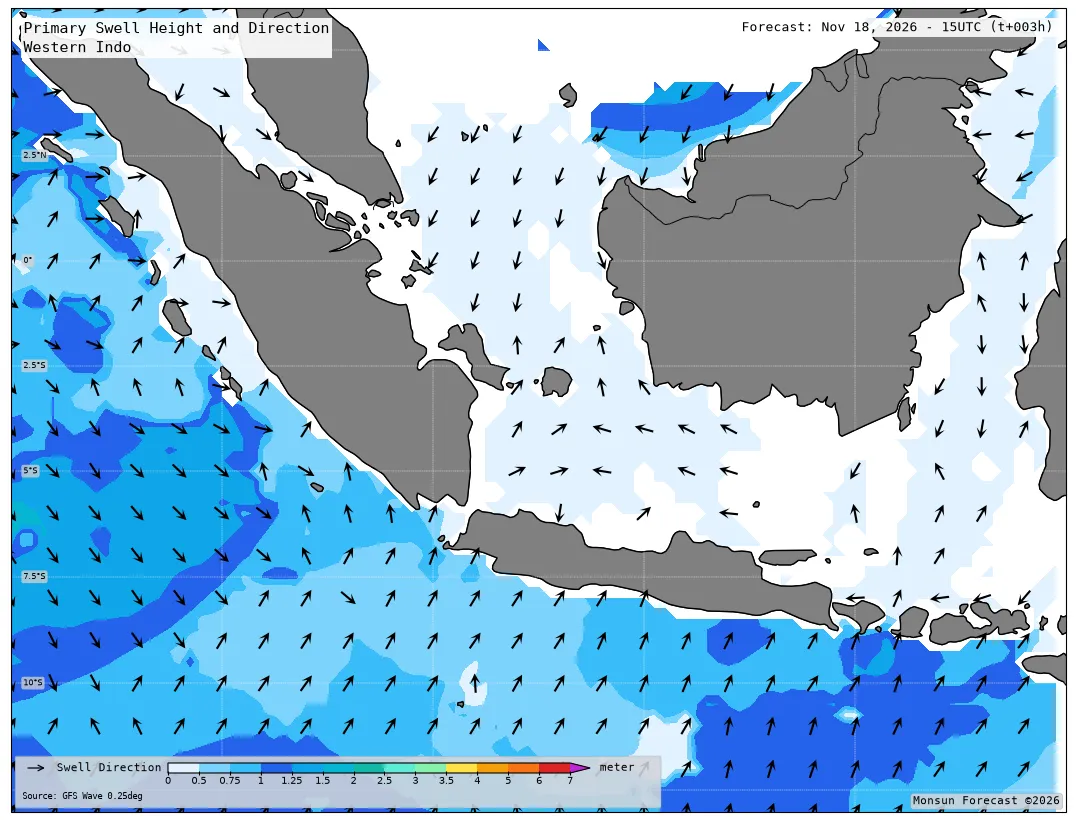 Primary Swell Height and Direction
Western Indo
Forecast: Nov 18, 2026 - 15UTC (t+003h)
2.5°N
0°
2.5°S
5°S
7.5°S
10°S
Swell Direction
0 0.5 0.75 1 1.25 1.5 2 2.5 3 3.5 4 5 6 7
meter
Source: GFS Wave 0.25deg
Monsun Forecast ©2026